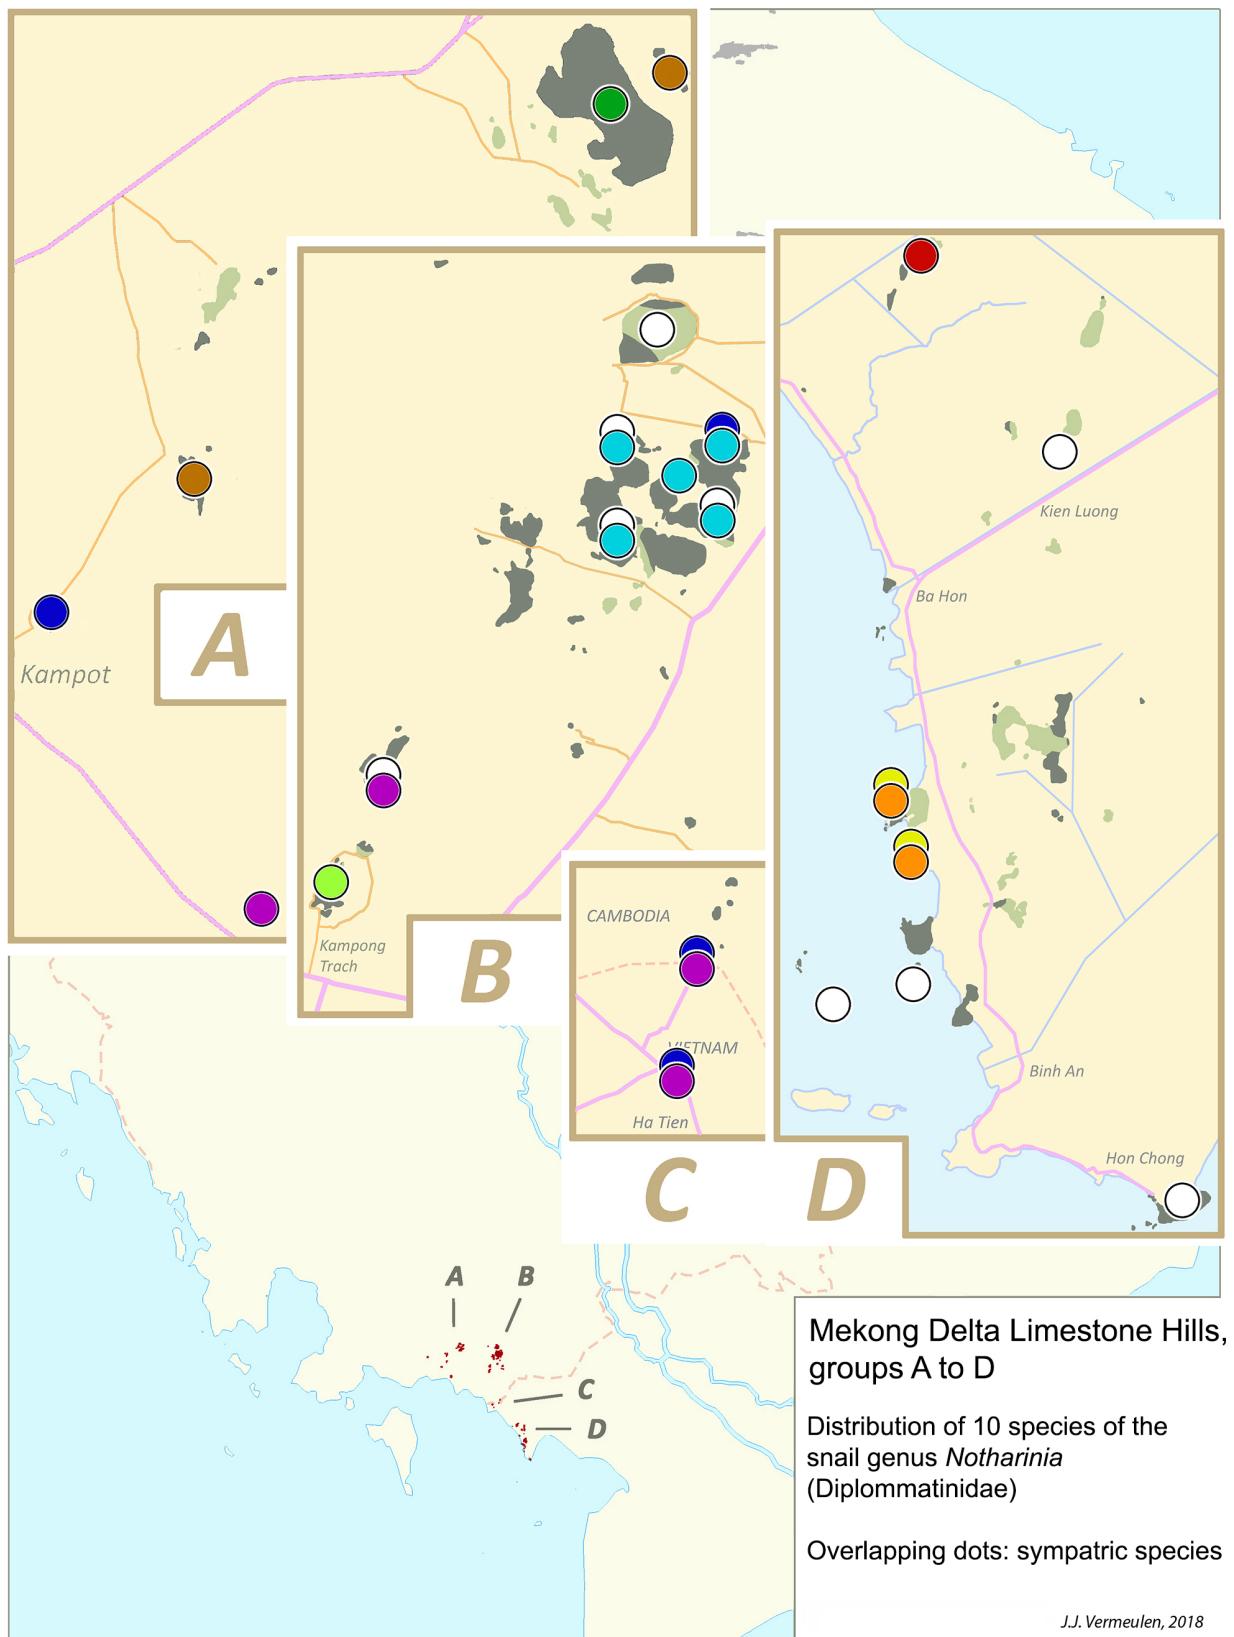 Kampot
A
Kampong
Trach
B
CAMBODIA
VIETNAM
Ha Tien
C
Kien Luong
Ba Hon
Binh An
Hon Chong
D
A
B
C
D
Mekong Delta Limestone Hills,
groups A to D
Distribution of 10 species of the
snail genus Notharinia
(Diplommatinidae)
Overlapping dots: sympatric species
J.J. Vermeulen, 2018